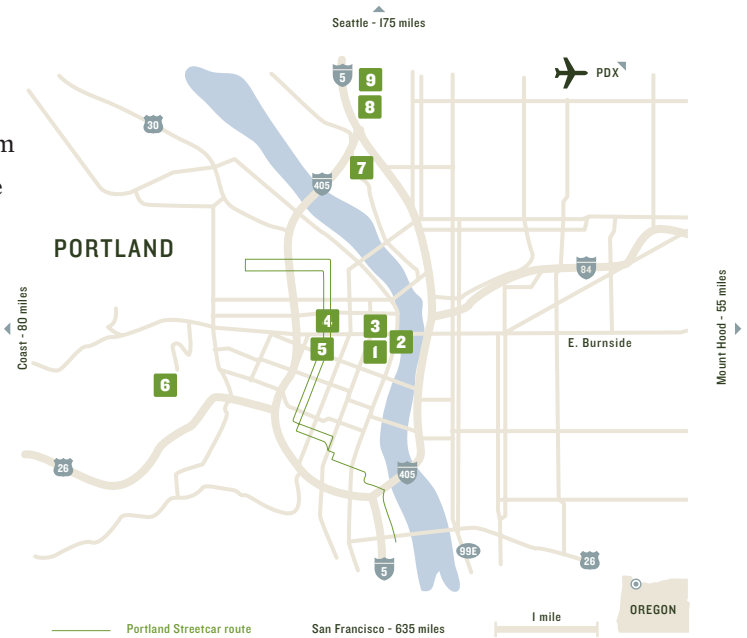 Seattle - 175 miles
PDX
5
9
8
30
m
7
405
e
PORTLAND
84
Coast - 80 miles
Mount Hood - 55 miles
4
3
5
1
2
E. Burnside
6
26
405
99E
5
26
OREGON
1 mile
Portland Streetcar route
San Francisco - 635 miles